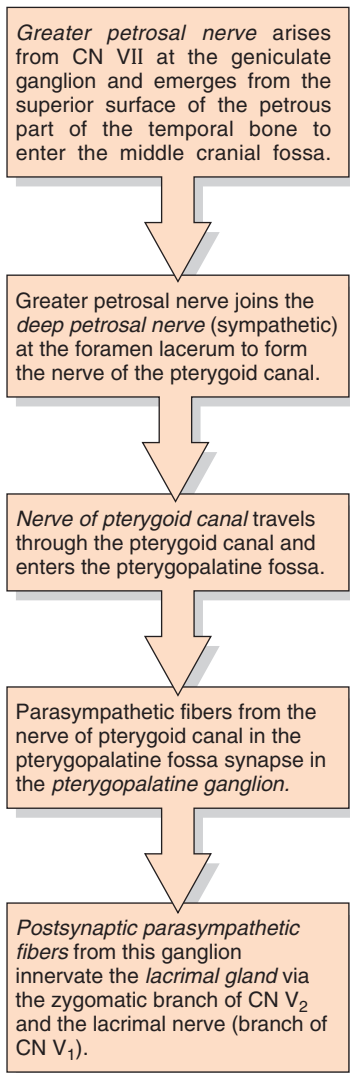 Greater petrosal nerve arises
from CN VII at the geniculate
ganglion and emerges from the
superior surface of the petrous
part of the temporal bone to
enter the middle cranial fossa.
Greater petrosal nerve joins the
deep petrosal nerve (sympathetic)
at the foramen lacerum to form
the nerve of the pterygoid canal.
Nerve of pterygoid canal travels
through the pterygoid canal and
enters the pterygopalatine fossa.
Parasympathetic fibers from the
nerve of pterygoid canal in the
pterygopalatine fossa synapse in
the pterygopalatine ganglion.
Postsynaptic parasympathetic
fibers from this ganglion
innervate the lacrimal gland via
the zygomatic branch of CN V₂
and the lacrimal nerve (branch of
CN V₁).